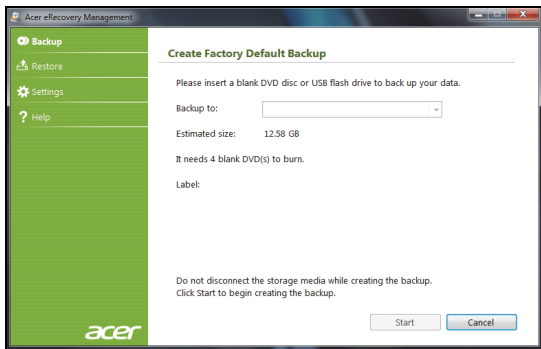 Acer eRecovery Management
Backup
Restore
Settings
Help
Create Factory Default Backup
Please insert a blank DVD disc or USB flash drive to back up your data.
Backup to:
Estimated size: 12.58 GB
It needs 4 blank DVD(s) to burn.
Label:
Do not disconnect the storage media while creating the backup.
Click Start to begin creating the backup.
Start Cancel
acer